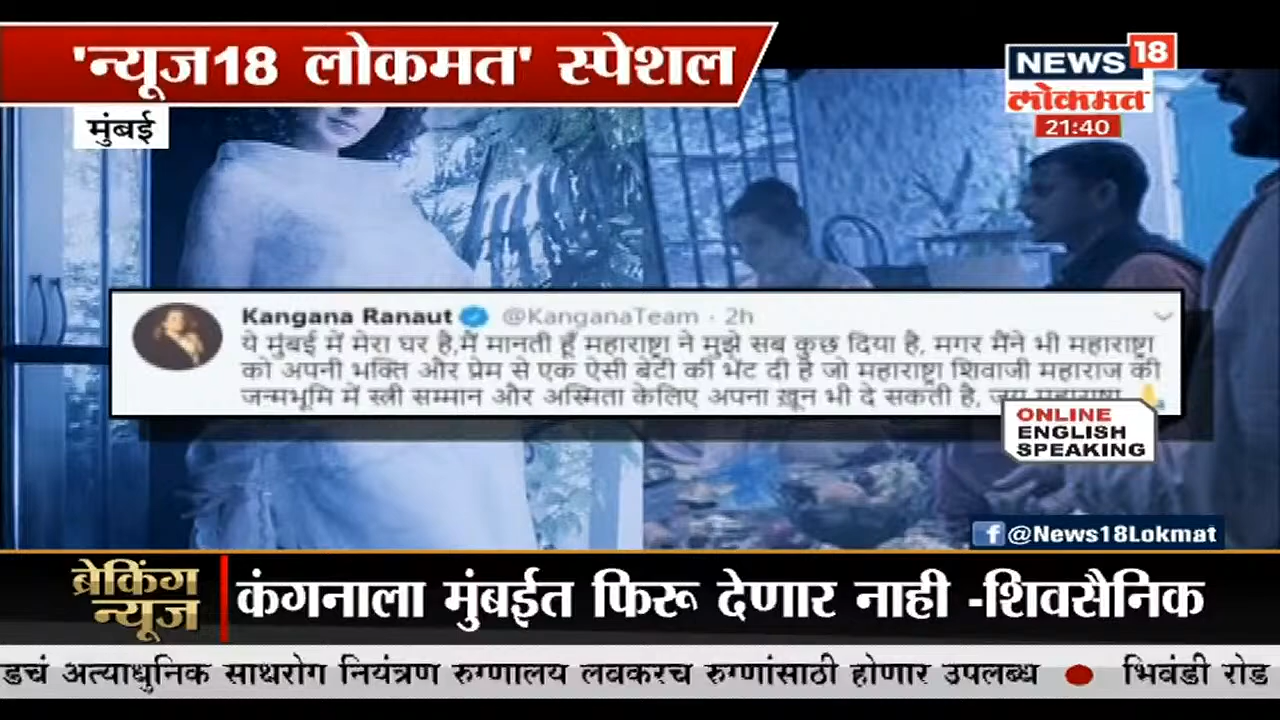 'न्यूज18 लोकमत' स्पेशल
NEWS 18
लोकमत
21:40
मुंबई
Kangana Ranaut @KanganaTeam · 2h
ये मुंबई में मेरा घर है,मैं मानती हूँ महाराष्ट्रा ने मुझे सब कुछ दिया है, मगर मैंने भी महाराष्ट्रा
को अपनी भक्ति और प्रेम से एक ऐसी बेटी की भेंट दी है जो महाराष्ट्रा शिवाजी महाराज की
जन्मभूमि में स्त्री सम्मान और अस्मिता केलिए अपना ख़ून भी दे सकती है, जय महाराष्ट्रा
ONLINE
ENGLISH
SPEAKING
f @News18Lokmat
ब्रेकिंग
न्यूज
कंगनाला मुंबईत फिरू देणार नाही -शिवसैनिक
डचं अत्याधुनिक साथरोग नियंत्रण रुग्णालय लवकरच रुग्णांसाठी होणार उपलब्ध ● भिवंडी रोड